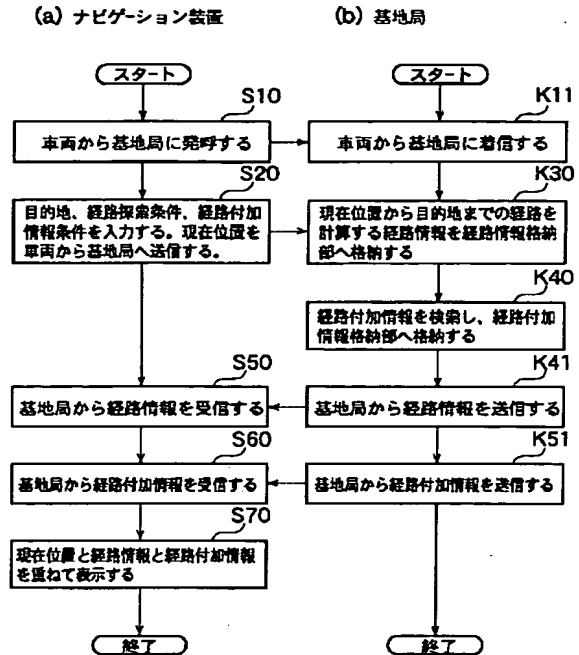 (a) ナビゲーション装置
(b) 基地局
スタート
スタート
S10
K11
車両から基地局に発呼する
車両から基地局に着信する
S20
K30
目的地、経路探索条件、経路付加
情報条件を入力する。現在位置を
車両から基地局へ送信する。
現在位置から目的地までの経路を
計算する経路情報を経路情報格納
部へ格納する
K40
経路付加情報を検索し、経路付加
情報格納部へ格納する
S50
K41
基地局から経路情報を受信する
基地局から経路情報を送信する
S60
K51
基地局から経路付加情報を受信する
基地局から経路付加情報を送信する
S70
現在位置と経路情報と経路付加情報
を重ねて表示する
終了
終了